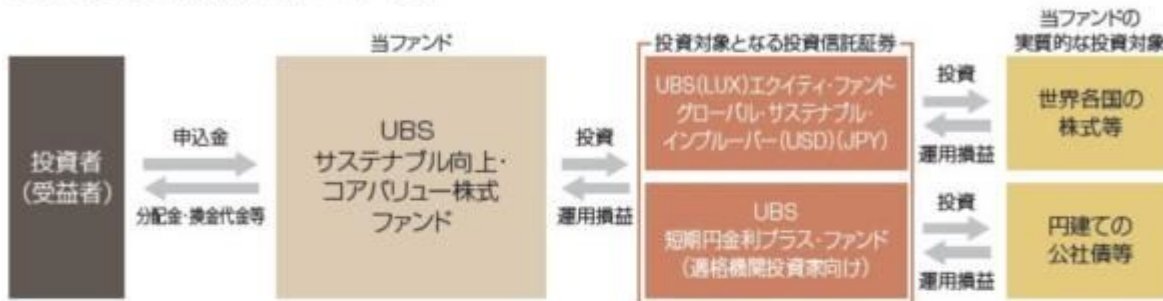 当ファンド
投資対象となる投資信託証券
当ファンドの
実質的な投資対象
投資者
(受益者)
申込金
分配金・換金代金等
UBS
サステナブル向上・
コアバリュー株式
ファンド
投資
運用損益
UBS(LUX)エクイティ・ファンド-
グローバル・サステナブル・
インプルーバー(USD)(JPY)
投資
運用損益
世界各国の
株式等
UBS
短期円金利プラス・ファンド
(適格機関投資家向け)
投資
運用損益
円建ての
公社債等